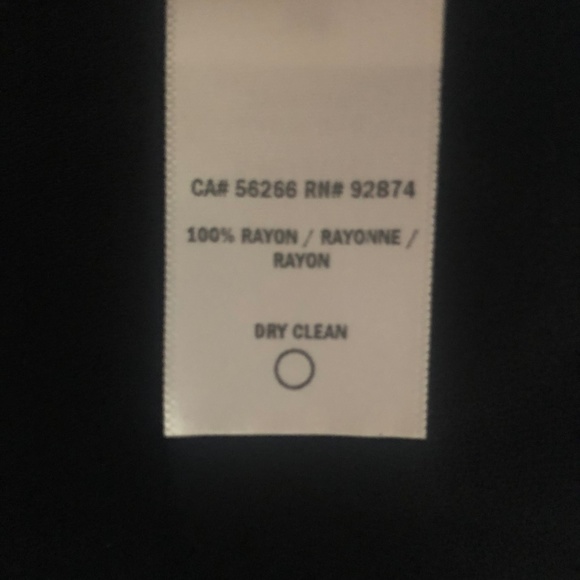 CA# 56266 RN# 92874
100% RAYON / RAYONNE /
RAYON
DRY CLEAN